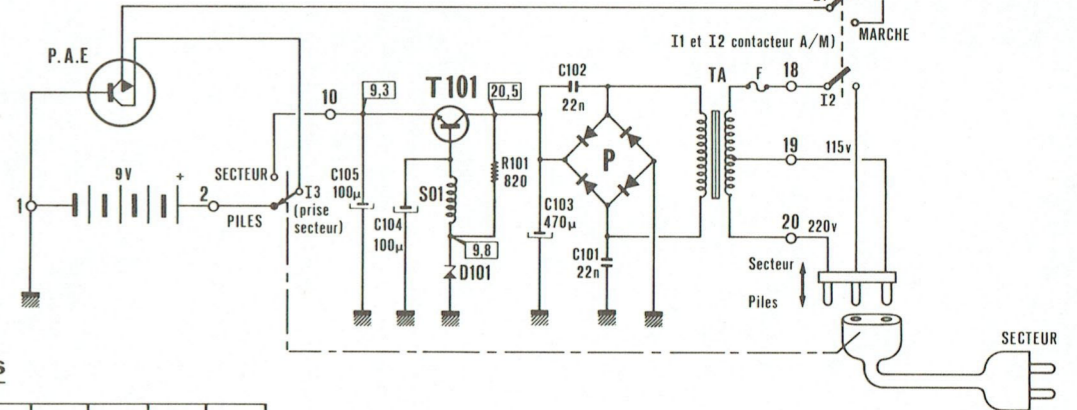 MARCHE
I1 et I2 contacteur A/M)
P.A.E
C102
TA
F
18
10
9,3
T101
20,5
22n
I2
P
19
115v
R101
820
SECTEUR
C105
100µ
S01
9V
+
1
2
I3
PILES
(prise
secteur)
C104
100µ
C103
470µ
20
220v
9,8
D101
C101
22n
Secteur
Piles
SECTEUR